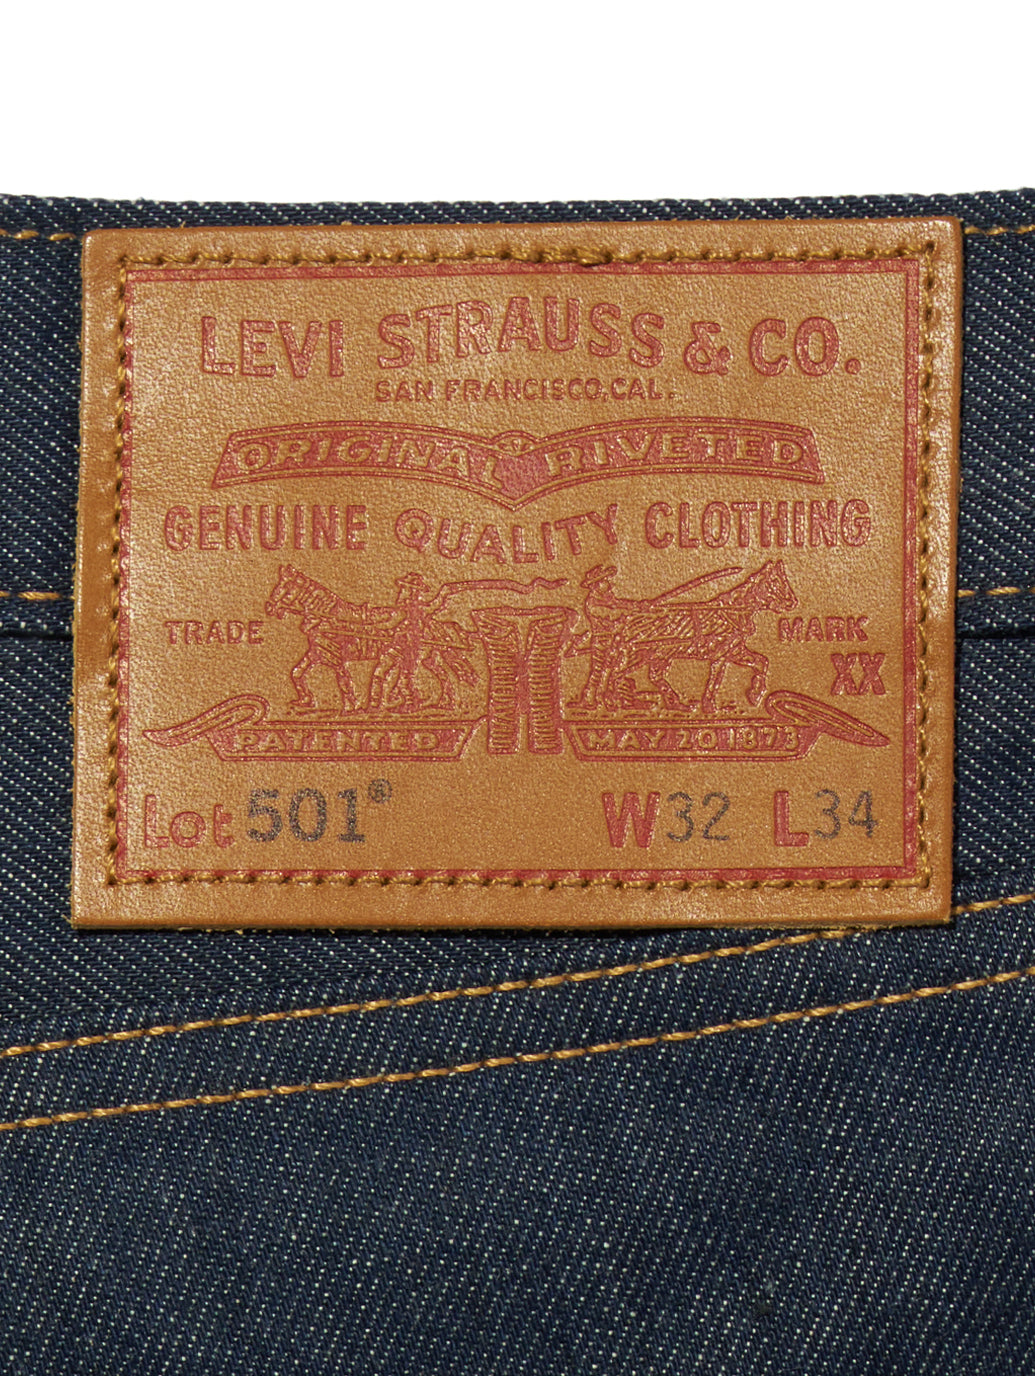 LEVI STRAUSS & CO.
SAN FRANCISCO, CAL.
ORIGINAL RIVETED
GENUINE QUALITY CLOTHING
TRADE MARK
XX
PATENTED MAY 20 1873
Lot 501® W32 L34